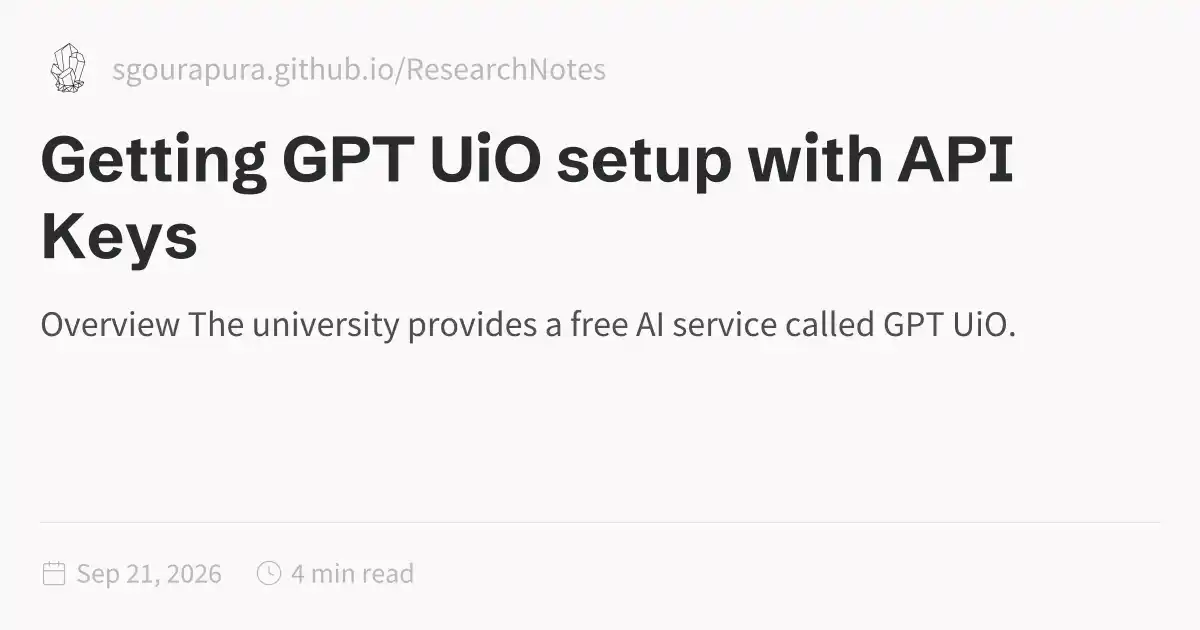 sgourapura.github.io/ResearchNotes
Getting GPT UiO setup with API
Keys
Overview The university provides a free AI service called GPT UiO.
Sep 21, 2026
4 min read